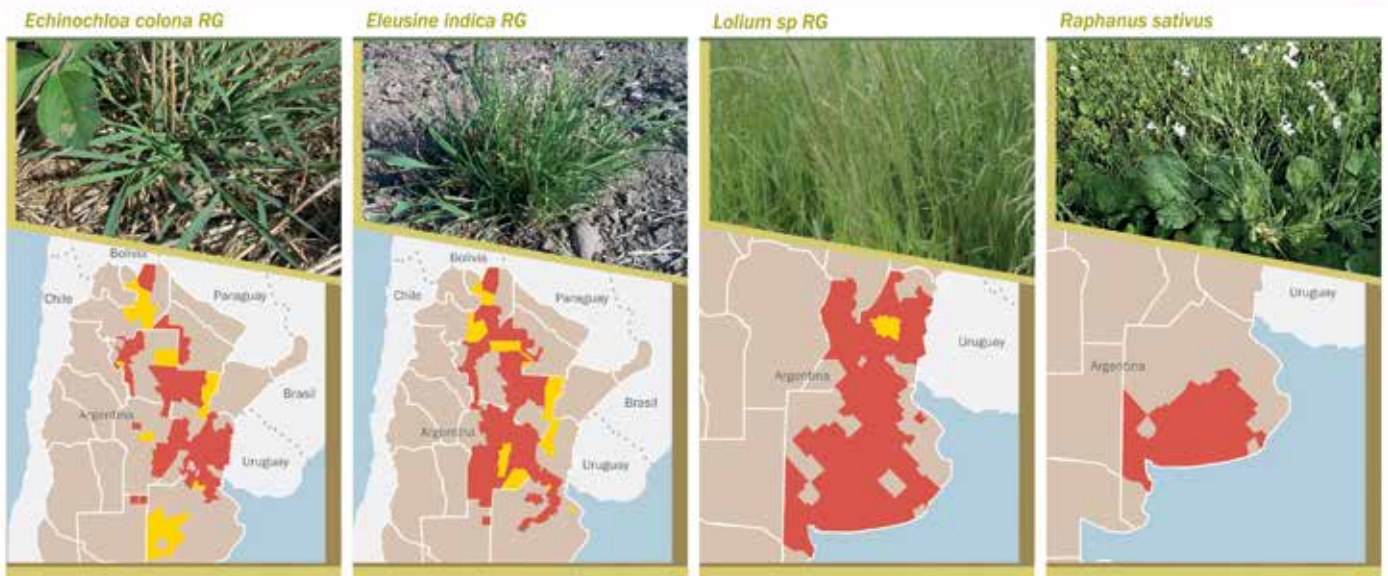 Echinochloa colona RG
Eleusine indica RG
Lolium sp RG
Raphanus sativus
Bolivia
Chile
Paraguay
Argentina
Brasil
Uruguay
Bolivia
Chile
Paraguay
Argentina
Brasil
Uruguay
Argentina
Uruguay
Argentina
Uruguay